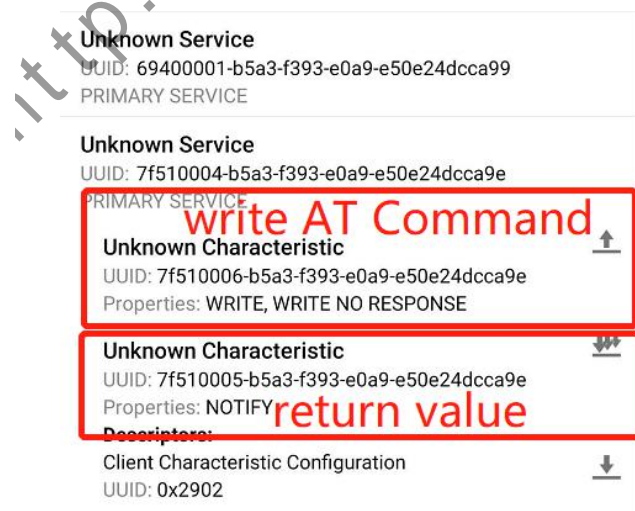 http.
Unknown Service
UUID: 69400001-b5a3-f393-e0a9-e50e24dcca99
PRIMARY SERVICE
Unknown Service
UUID: 7f510004-b5a3-f393-e0a9-e50e24dcca9e
PRIMARY SERVICE
write AT Command
Unknown Characteristic
UUID: 7f510006-b5a3-f393-e0a9-e50e24dcca9e
Properties: WRITE, WRITE NO RESPONSE
Unknown Characteristic
UUID: 7f510005-b5a3-f393-e0a9-e50e24dcca9e
Properties: NOTIFY
return value
Descriptors:
Client Characteristic Configuration
UUID: 0x2902